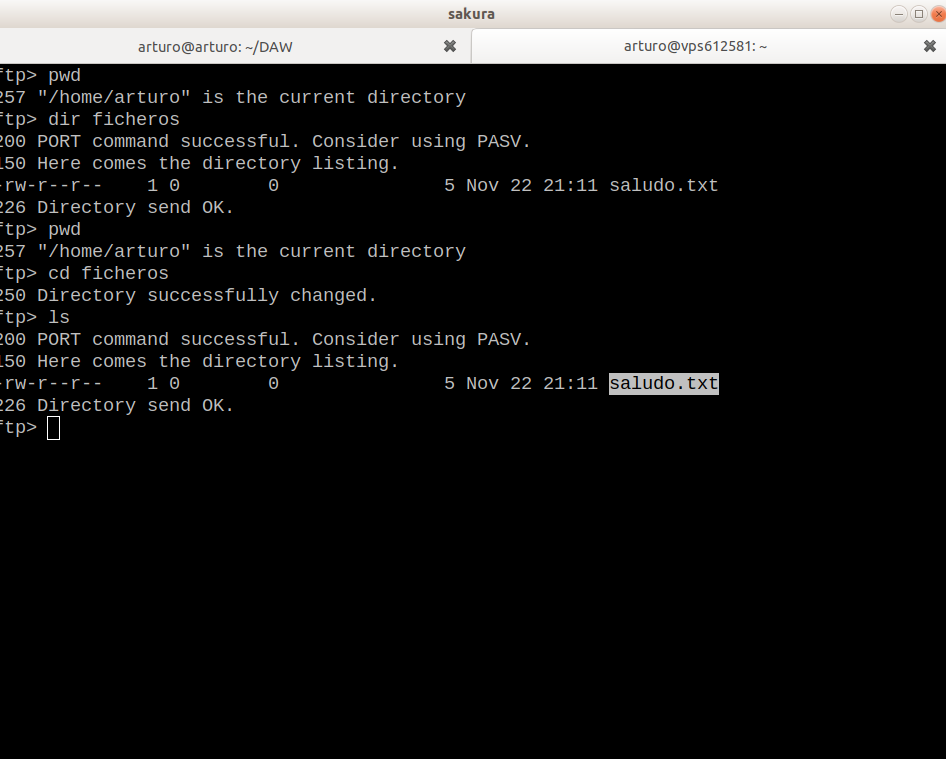 sakura
arturo@arturo: ~/DAW
arturo@vps612581: ~
ftp> pwd
257 "/home/arturo" is the current directory
ftp> dir ficheros
200 PORT command successful. Consider using PASV.
150 Here comes the directory listing.
-rw-r--r--    1 0        0               5 Nov 22 21:11 saludo.txt
226 Directory send OK.
ftp> pwd
257 "/home/arturo" is the current directory
ftp> cd ficheros
250 Directory successfully changed.
ftp> ls
200 PORT command successful. Consider using PASV.
150 Here comes the directory listing.
-rw-r--r--    1 0        0               5 Nov 22 21:11 saludo.txt
226 Directory send OK.
ftp>